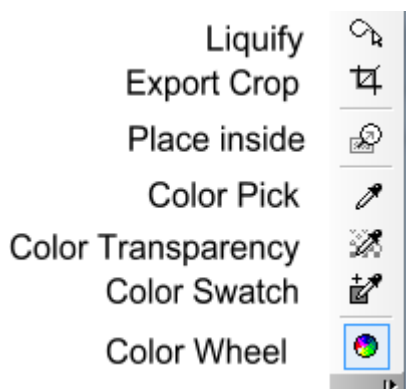 Liquify
Export Crop
Place inside
Color Pick
Color Transparency
Color Swatch
Color Wheel